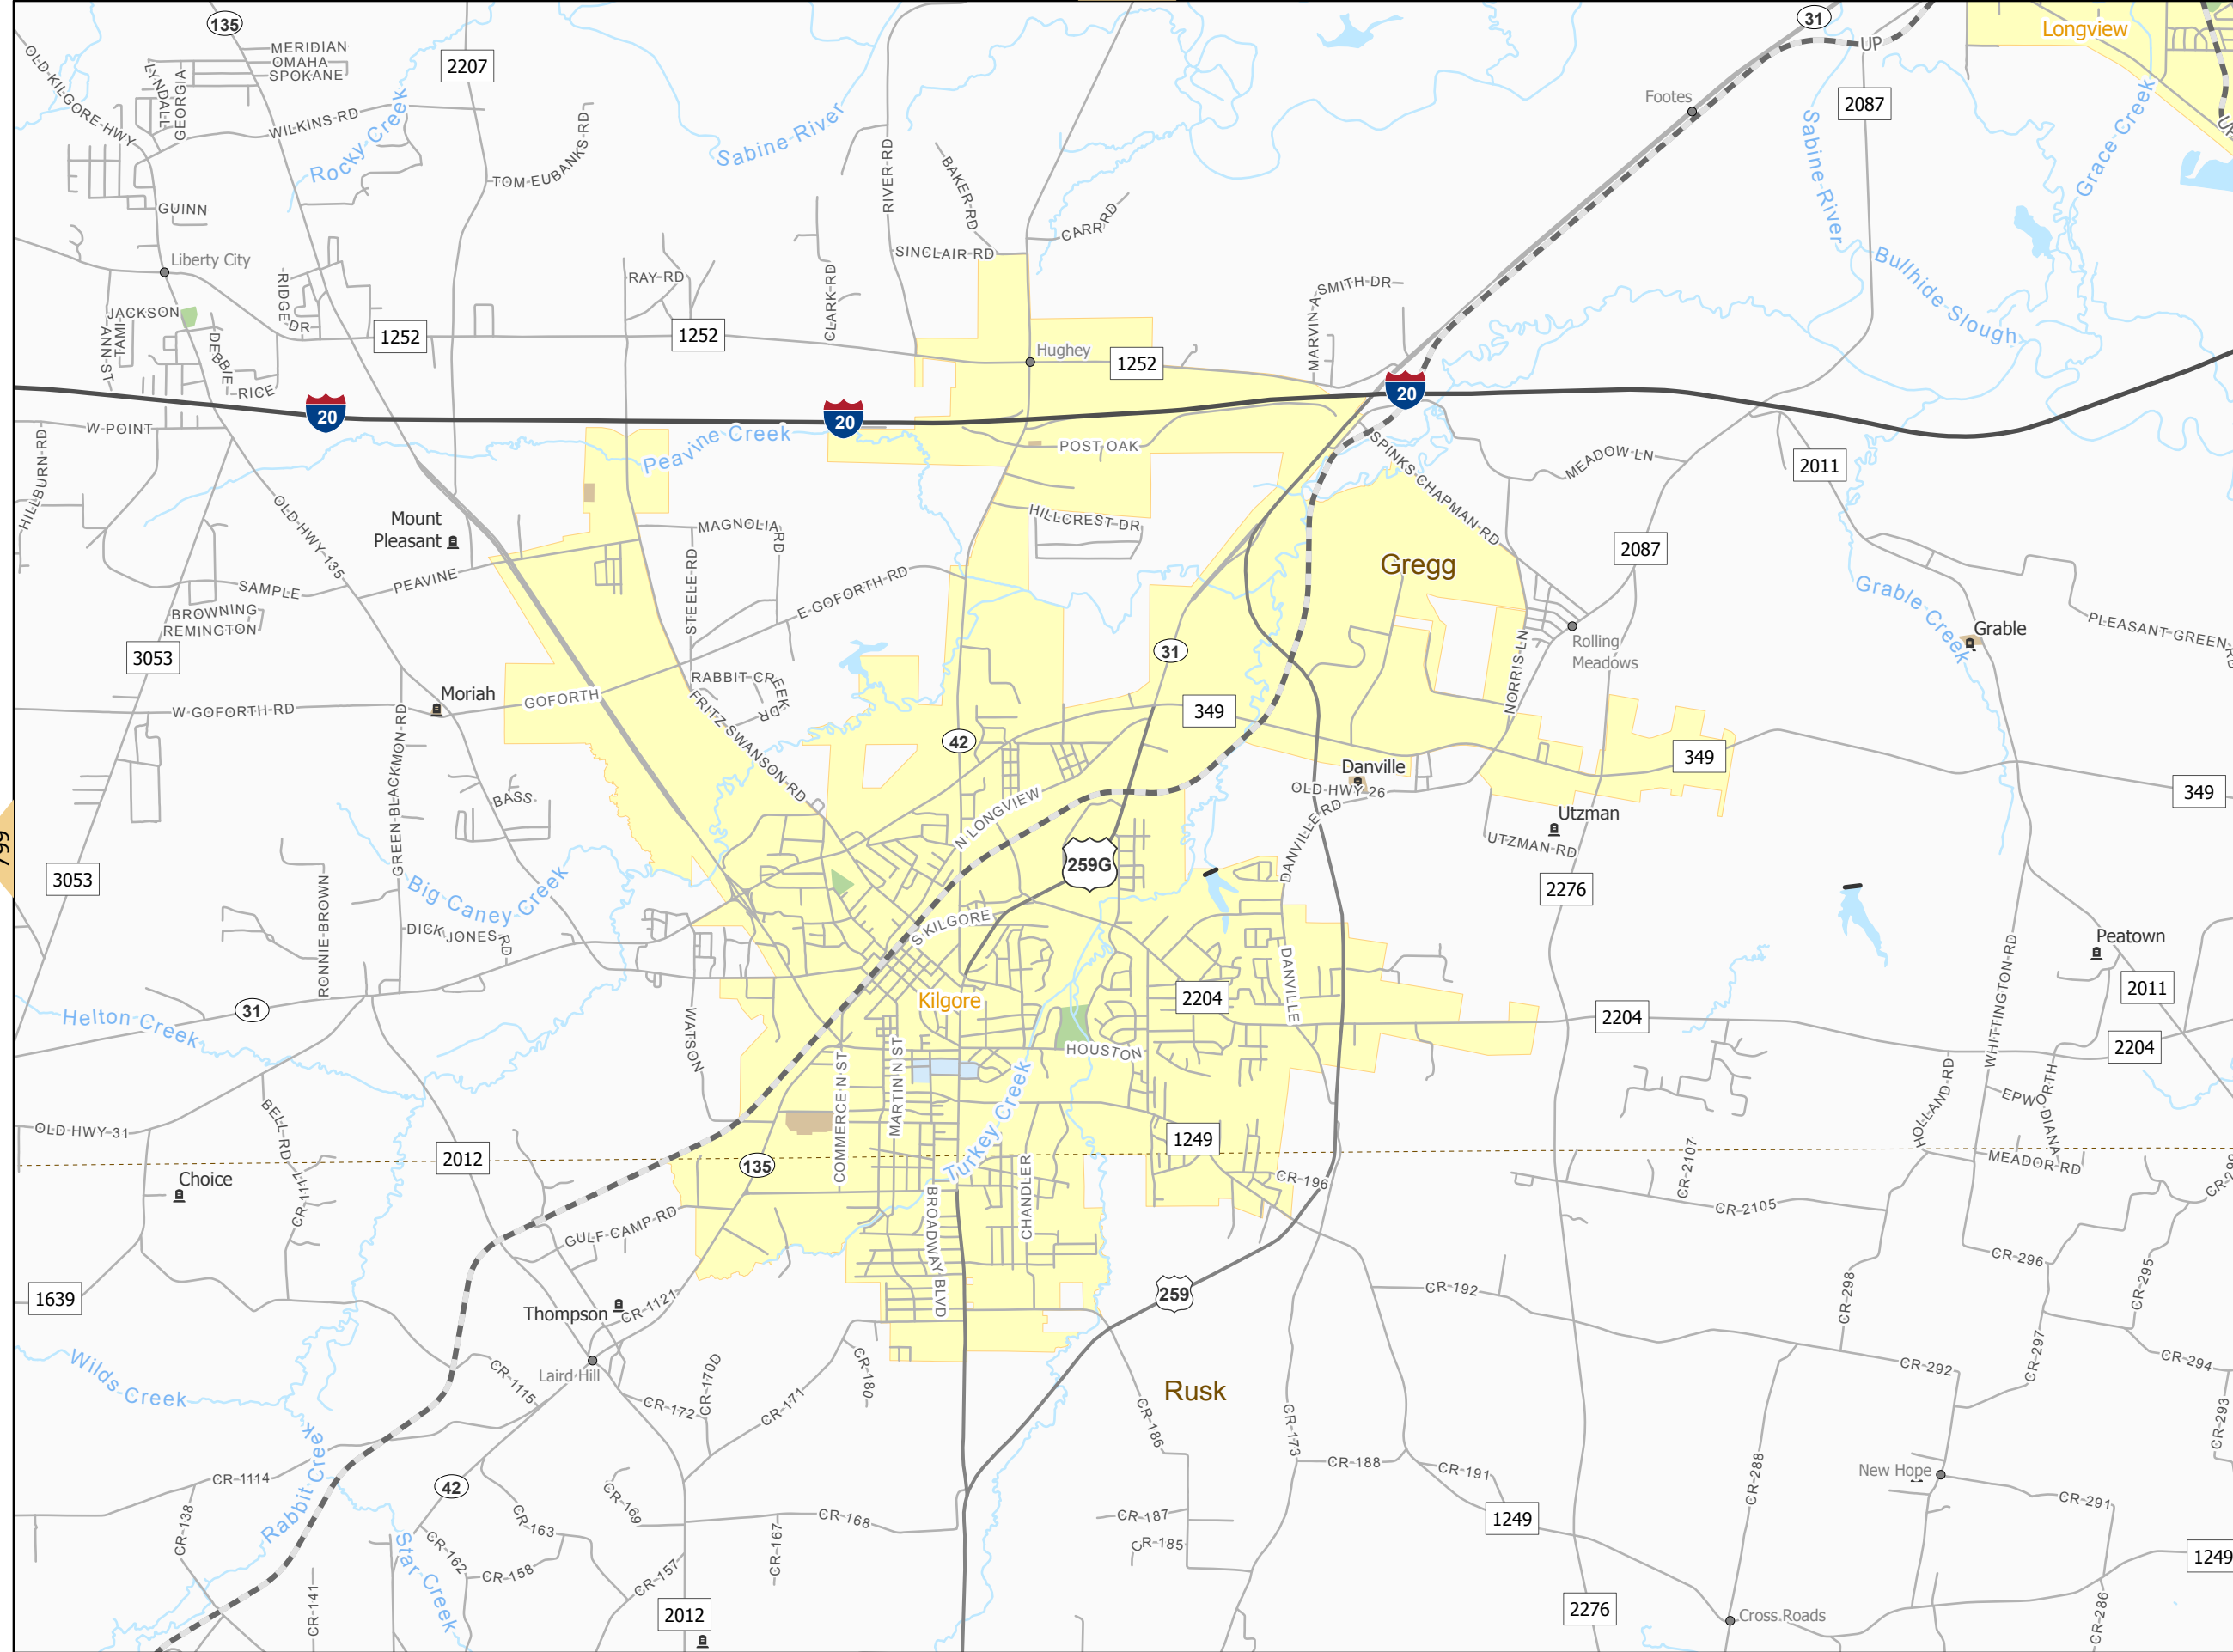 135
MERIDIAN
OMAHA
SPOKANE
2207
31
UP
Longview
OLD KILGORE HWY
LYNDALL
GEORGIA
WILKINS RD
Rocky Creek
TOM EUBANKS RD
Sabine River
RIVER RD
BAKER RD
CARR RD
Footes
2087
Sabine River
Grace Creek
GUINN
SINCLAIR RD
Liberty City
RIDGE DR
RAY RD
CLARK RD
MARVIN A SMITH DR
Bullhide Slough
JACKSON
TAMI
ANN ST
DEBBIE
RICE
1252
1252
Hughey
1252
20
20
20
W POINT
HILBURN RD
Peavine Creek
POST OAK
SPINKS CHAPMAN RD
MEADOW LN
2011
OLD HWY 135
Mount
Pleasant
MAGNOLIA RD
HILLCREST DR
2087
Gregg
SAMPLE
PEAVINE
BROWNING
REMINGTON
STEELE RD
E GOFORTH RD
Grable Creek
Grable
PLEASANT GREEN RD
3053
31
Rolling
Meadows
Moriah
W GOFORTH RD
GOFORTH
RABBIT CREEK DR
FRITZ SWANSON RD
NORRIS LN
349
42
349
GREEN BLACKMON RD
Danville
OLD HWY 26
349
BASS
N LONGVIEW
DANVILLE RD
Utzman
UTZMAN RD
799
3053
259G
2276
Big Caney Creek
RONNIE BROWN
DICK JONES RD
S KILGORE
DANVILLE
WHITTINGTON RD
Peatown
2011
Kilgore
2204
2204
2204
31
Helton Creek
WATSON
COMMERCE N ST
MARTIN N ST
HOUSTON
HOLLAND RD
EPWORTH
DIANA
OLD HWY 31
BELL RD
Turkey Creek
1249
2012
135
CR-2107
MEADOR RD
Choice
CR-1141
CHANDLER
CR-196
CR-2105
GULF CAMP RD
BROADWAY BLVD
CR-296
CR-295
1639
Thompson
CR-1121
259
CR-192
CR-298
CR-297
Wilds Creek
CR-1115
Laird Hill
CR-170D
CR-180
CR-292
CR-294
Rusk
CR-172
CR-171
CR-186
CR-173
CR-293
Rabbit Creek
CR-1114
42
CR-188
CR-191
CR-288
New Hope
CR-291
CR-138
CR-163
CR-169
CR-168
CR-187
1249
CR-167
CR-185
1249
Star Creek
CR-162
CR-158
CR-157
CR-141
2012
2276
Cross Roads
CR-286